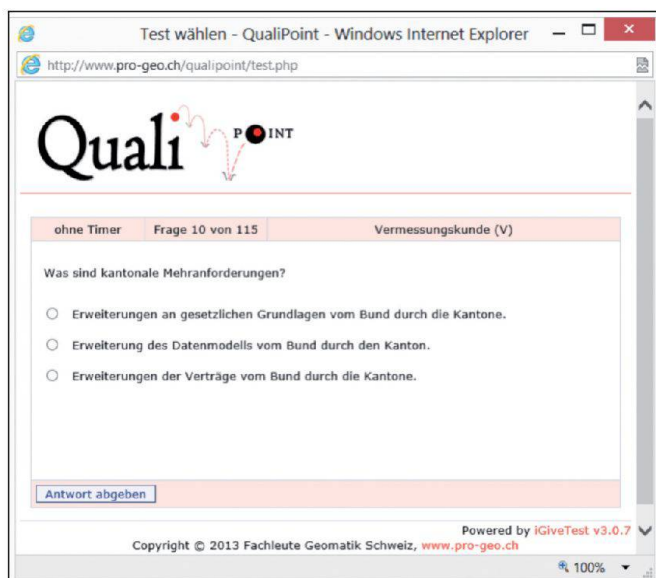 Test wählen - QualiPoint - Windows Internet Explorer
http://www.pro-geo.ch/qualipoint/test.php
Quali POINT
ohne Timer Frage 10 von 115 Vermessungskunde (V)
Was sind kantonale Mehranforderungen?
Erweiterungen an gesetzlichen Grundlagen vom Bund durch die Kantone.
Erweiterung des Datenmodells vom Bund durch den Kanton.
Erweiterungen der Verträge vom Bund durch die Kantone.
Antwort abgeben
Powered by iGiveTest v3.0.7
Copyright © 2013 Fachleute Geomatik Schweiz, www.pro-geo.ch
100%